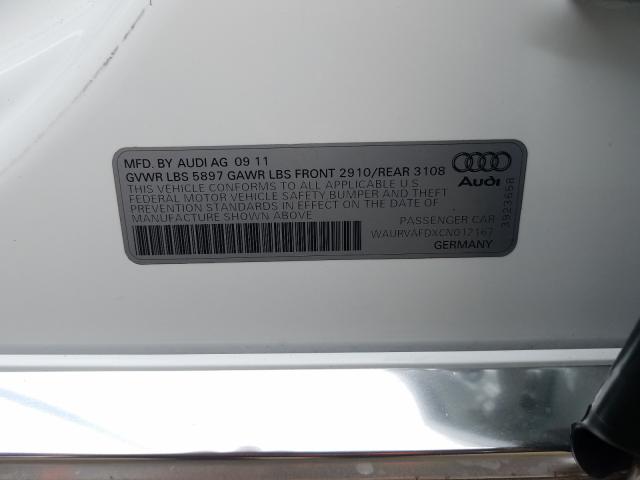 MFD. BY AUDI AG 09 11
GVWR LBS 5897 GAWR LBS FRONT 2910/REAR 3108
THIS VEHICLE CONFORMS TO ALL APPLICABLE U.S
FEDERAL MOTOR VEHICLE SAFETY BUMPER AND THEFT
PREVENTION STANDARDS IN EFFECT ON THE DATE OF
MANUFACTURE SHOWN ABOVE
Audi
PASSENGER CAR
WAURVAFDXCN012167
GERMANY
3923658